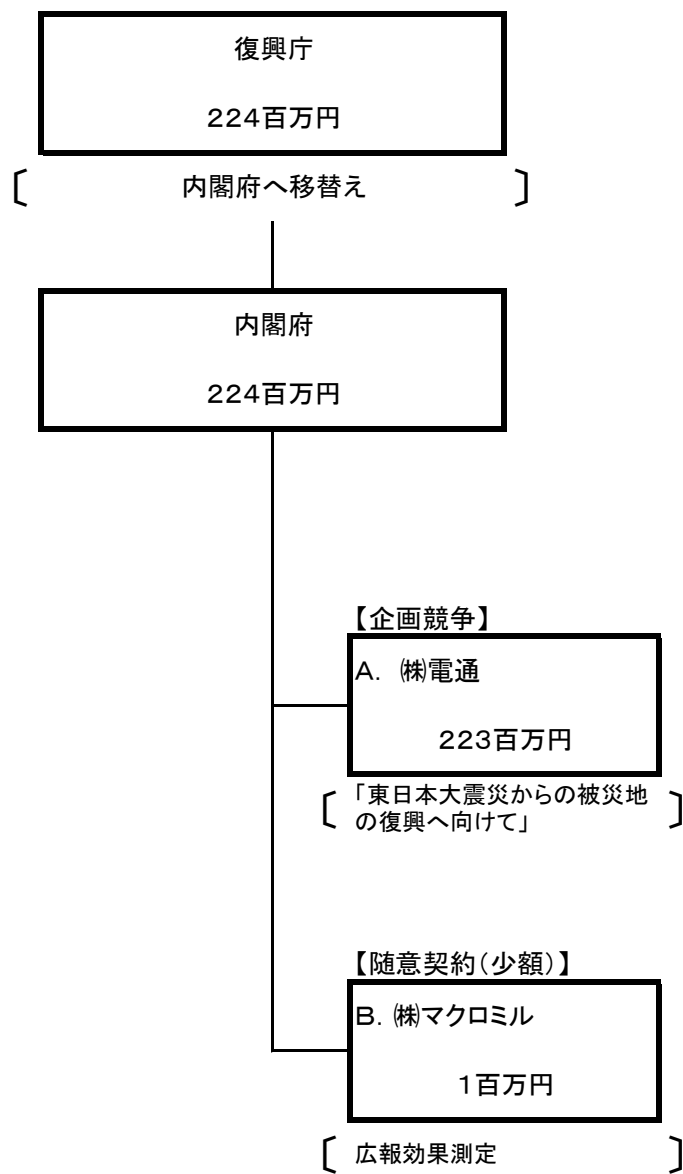 復興庁
224百万円
〔 内閣府へ移替え 〕
内閣府
224百万円
【企画競争】
A. ㈱電通
223百万円
〔「東日本大震災からの被災地
の復興へ向けて」〕
【随意契約(少額)】
B. ㈱マクロミル
1百万円
〔 広報効果測定 〕